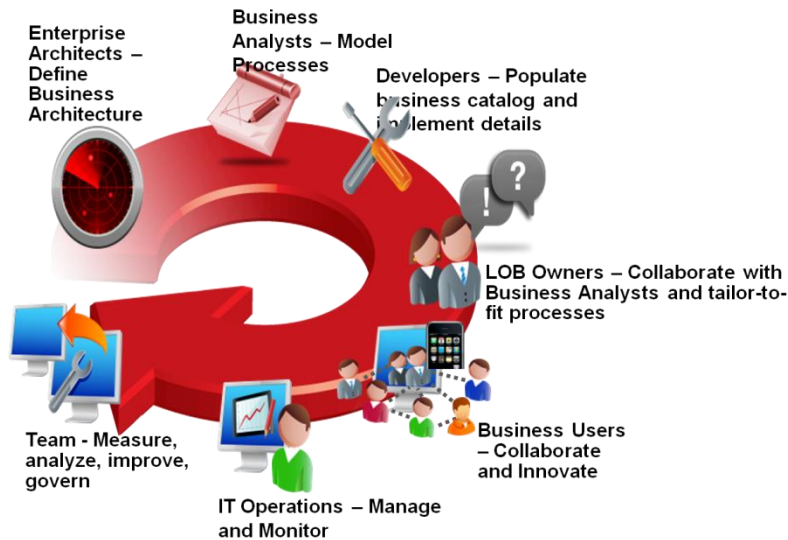 Enterprise
Architects –
Define
Business
Architecture
Business
Analysts – Model
Processes
Developers – Populate
business catalog and
implement details
! ?
LOB Owners – Collaborate with
Business Analysts and tailor-to-
fit processes
Business Users
– Collaborate
and Innovate
IT Operations – Manage
and Monitor
Team - Measure,
analyze, improve,
govern